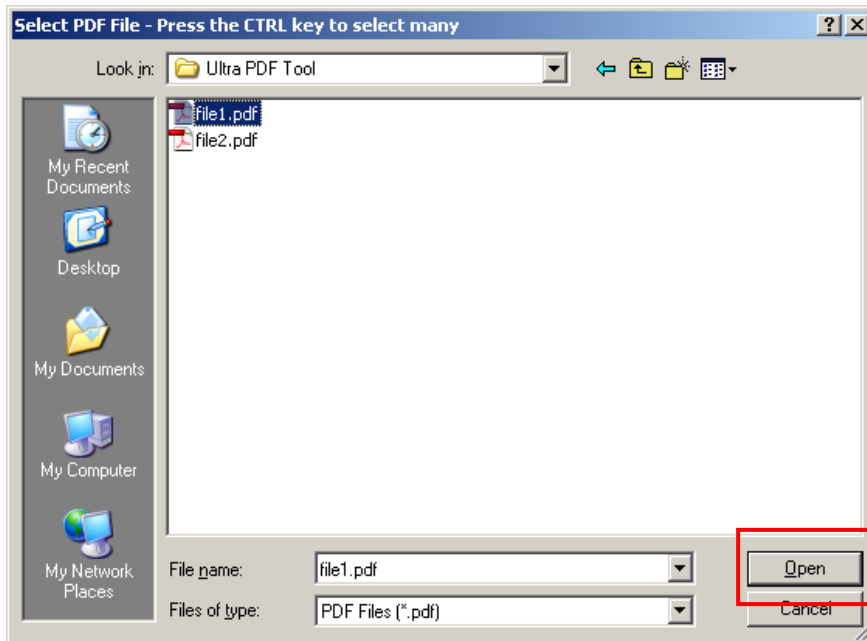 Select PDF File - Press the CTRL key to select many
Look in: Ultra PDF Tool
file1.pdf
file2.pdf
My Recent
Documents
Desktop
My Documents
My Computer
My Network
Places
File name: file1.pdf Open
Files of type: PDF Files (*.pdf) Cancel